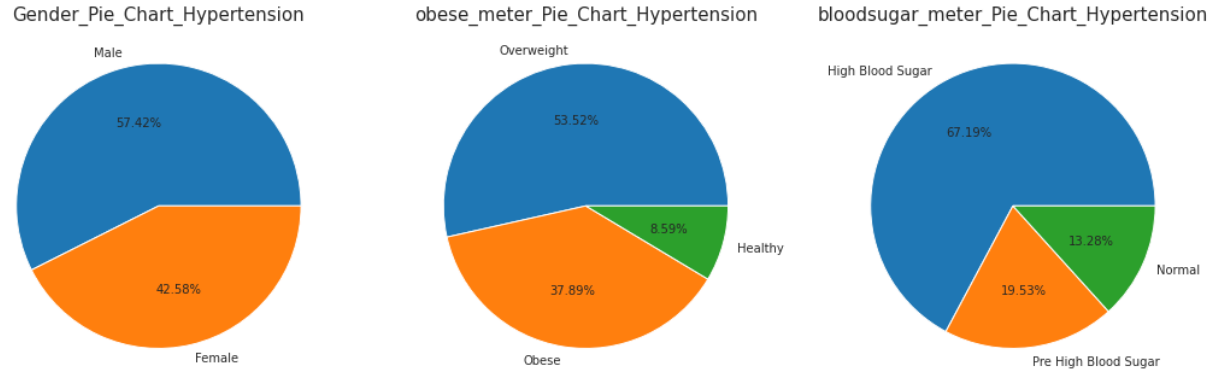 Gender_Pie_Chart_Hypertension
Male
57.42%
42.58%
Female
obese_meter_Pie_Chart_Hypertension
Overweight
53.52%
8.59%
Healthy
37.89%
Obese
bloodsugar_meter_Pie_Chart_Hypertension
High Blood Sugar
67.19%
13.28%
Normal
19.53%
Pre High Blood Sugar